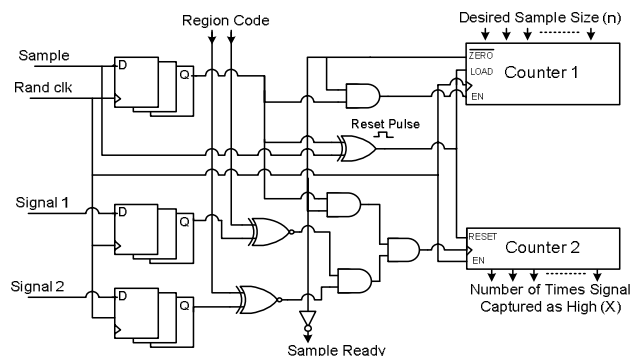 Region Code
Desired Sample Size (n)
Sample
D
Q
Rand clk
ZERO
LOAD
EN
Counter 1
Reset Pulse
Signal 1
D
Q
RESET
EN
Counter 2
Signal 2
D
Q
Number of Times Signal
Captured as High (X)
Sample Ready